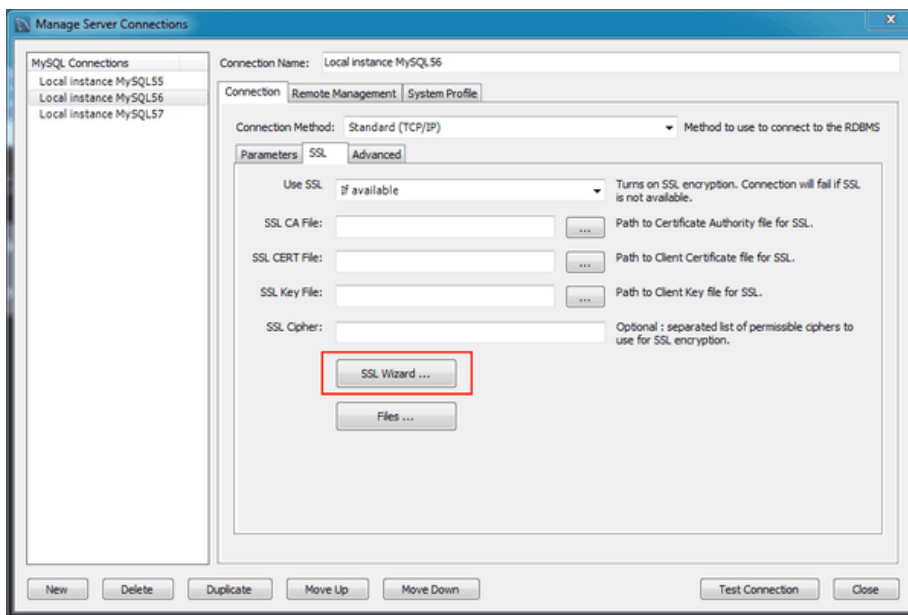 Manage Server Connections
x
MySQL Connections
Local instance MySQL55
Local instance MySQL56
Local instance MySQL57
Connection Name: Local instance MySQL56
Connection Remote Management System Profile
Connection Method: Standard (TCP/IP) Method to use to connect to the RDBMS
Parameters SSL Advanced
Use SSL If available Turns on SSL encryption. Connection will fail if SSL
is not available.
SSL CA File: ... Path to Certificate Authority file for SSL.
SSL CERT File: ... Path to Client Certificate file for SSL.
SSL Key File: ... Path to Client Key file for SSL.
SSL Cipher: Optional : separated list of permissible ciphers to
use for SSL encryption.
SSL Wizard ...
Files ...
New Delete Duplicate Move Up Move Down Test Connection Close